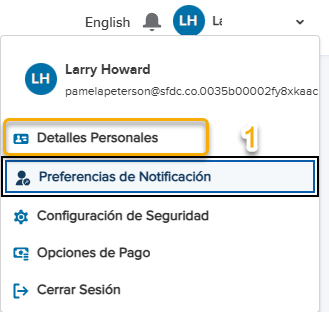 English LH
LH Larry Howard
pamelapeterson@sfdc.co.0035b00002fy8xkaac
Detalles Personales 1
Preferencias de Notificación
Configuración de Seguridad
Opciones de Pago
Cerrar Sesión